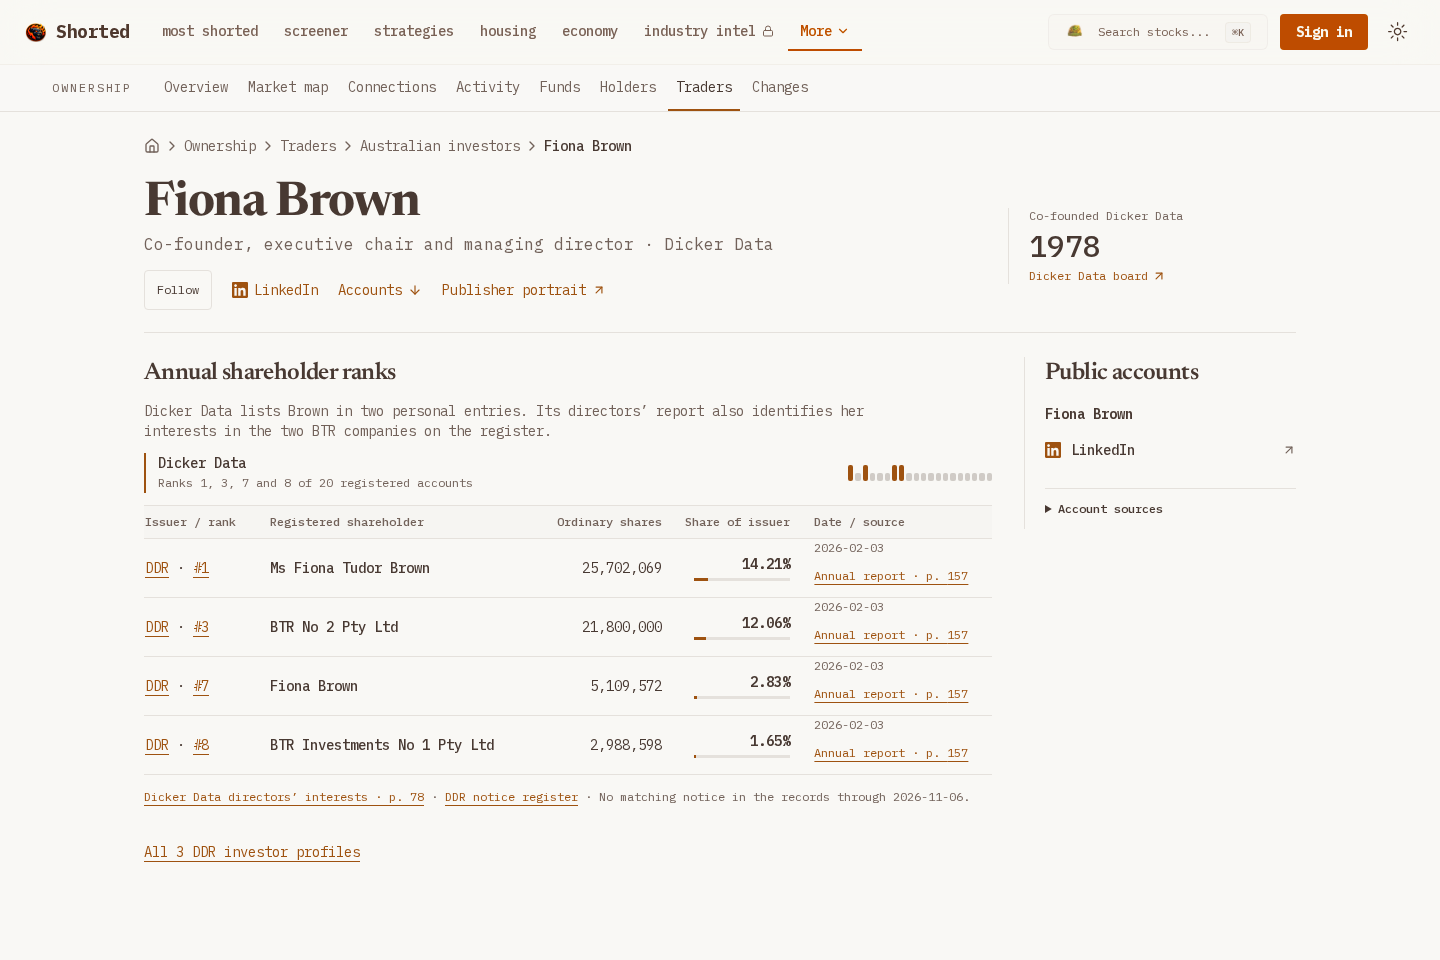 Shorted
most shorted
screener
strategies
housing
economy
industry intel
More
Search stocks...
⌘K
Sign in
OWNERSHIP
Overview
Market map
Connections
Activity
Funds
Holders
Traders
Changes
Ownership
Traders
Australian investors
Fiona Brown
Fiona Brown
Co-founder, executive chair and managing director · Dicker Data
Follow
LinkedIn
Accounts
Publisher portrait
Co-founded Dicker Data
1978
Dicker Data board
Annual shareholder ranks
Dicker Data lists Brown in two personal entries. Its directors’ report also identifies her
interests in the two BTR companies on the register.
Dicker Data
Ranks 1, 3, 7 and 8 of 20 registered accounts
Issuer / rank Registered shareholder Ordinary shares Share of issuer Date / source
DDR · #1 Ms Fiona Tudor Brown 25,702,069 14.21% 2026-02-03
Annual report · p. 157
DDR · #3 BTR No 2 Pty Ltd 21,800,000 12.06% 2026-02-03
Annual report · p. 157
DDR · #7 Fiona Brown 5,109,572 2.83% 2026-02-03
Annual report · p. 157
DDR · #8 BTR Investments No 1 Pty Ltd 2,988,598 1.65% 2026-02-03
Annual report · p. 157
Dicker Data directors’ interests · p. 78 · DDR notice register · No matching notice in the records through 2026-11-06.
All 3 DDR investor profiles
Public accounts
Fiona Brown
LinkedIn
Account sources